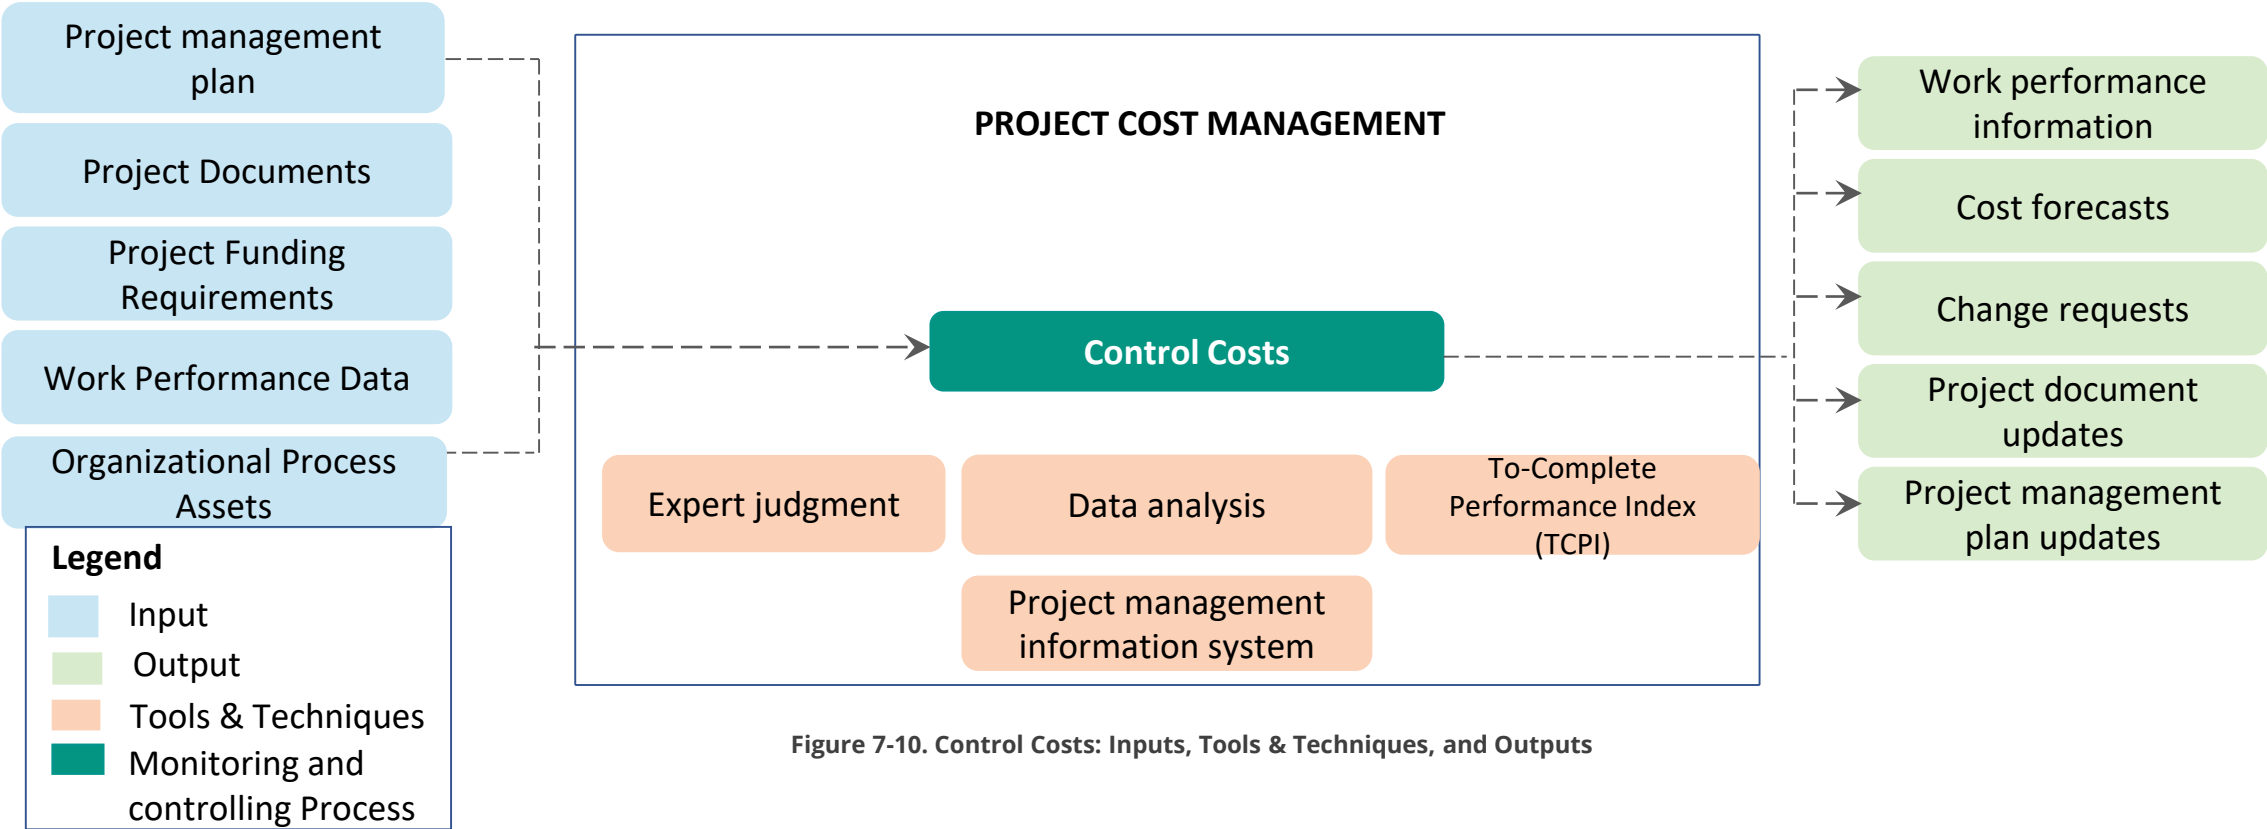 Project management
plan
Project Documents
Project Funding
Requirements
Work Performance Data
Organizational Process
Assets
Legend
Input
Output
Tools & Techniques
Monitoring and
controlling Process
PROJECT COST MANAGEMENT
Control Costs
Expert judgment
Data analysis
To-Complete
Performance Index
(TCPI)
Project management
information system
Work performance
information
Cost forecasts
Change requests
Project document
updates
Project management
plan updates
Figure 7-10. Control Costs: Inputs, Tools & Techniques, and Outputs